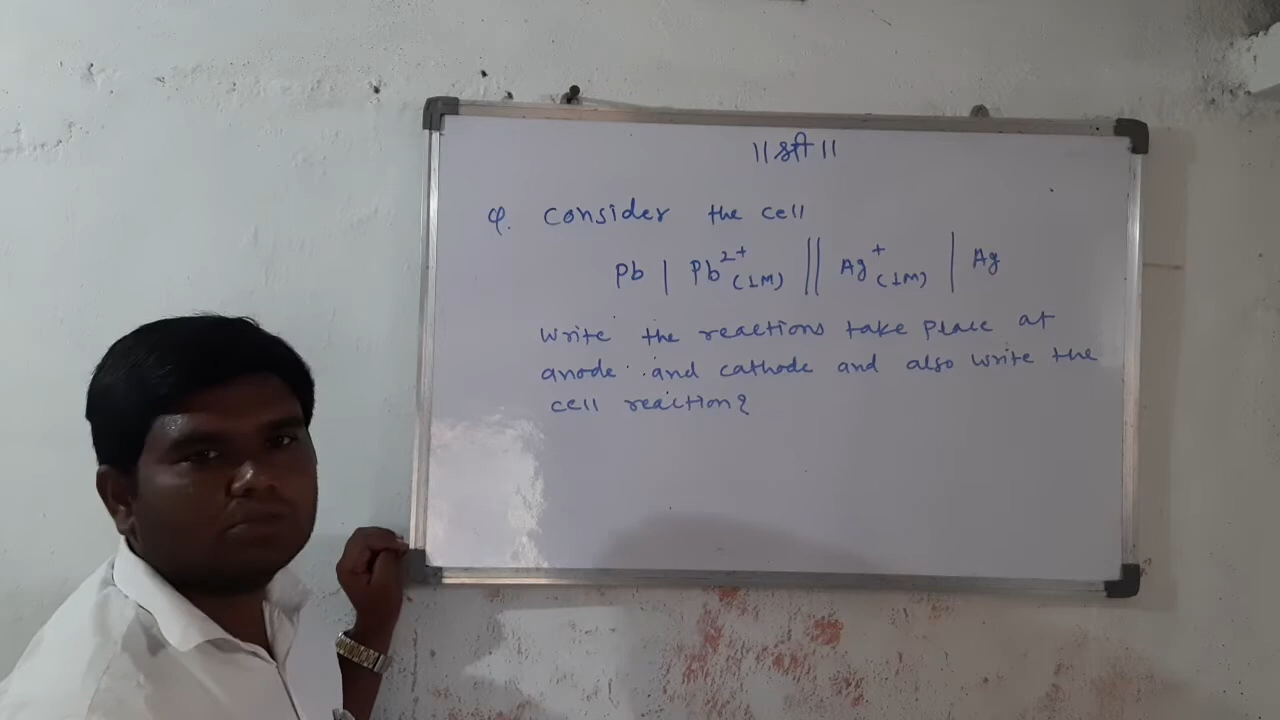 ॥ श्री ॥
Q. Consider the cell
Pb | Pb²⁺(1M) || Ag⁺(1M) | Ag
Write the reactions take place at
anode and cathode and also write the
cell reaction?